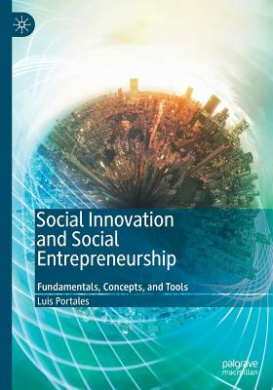 Social Innovation
and Social
Entrepreneurship
Fundamentals, Concepts, and Tools
Luis Portales
palgrave
macmillan